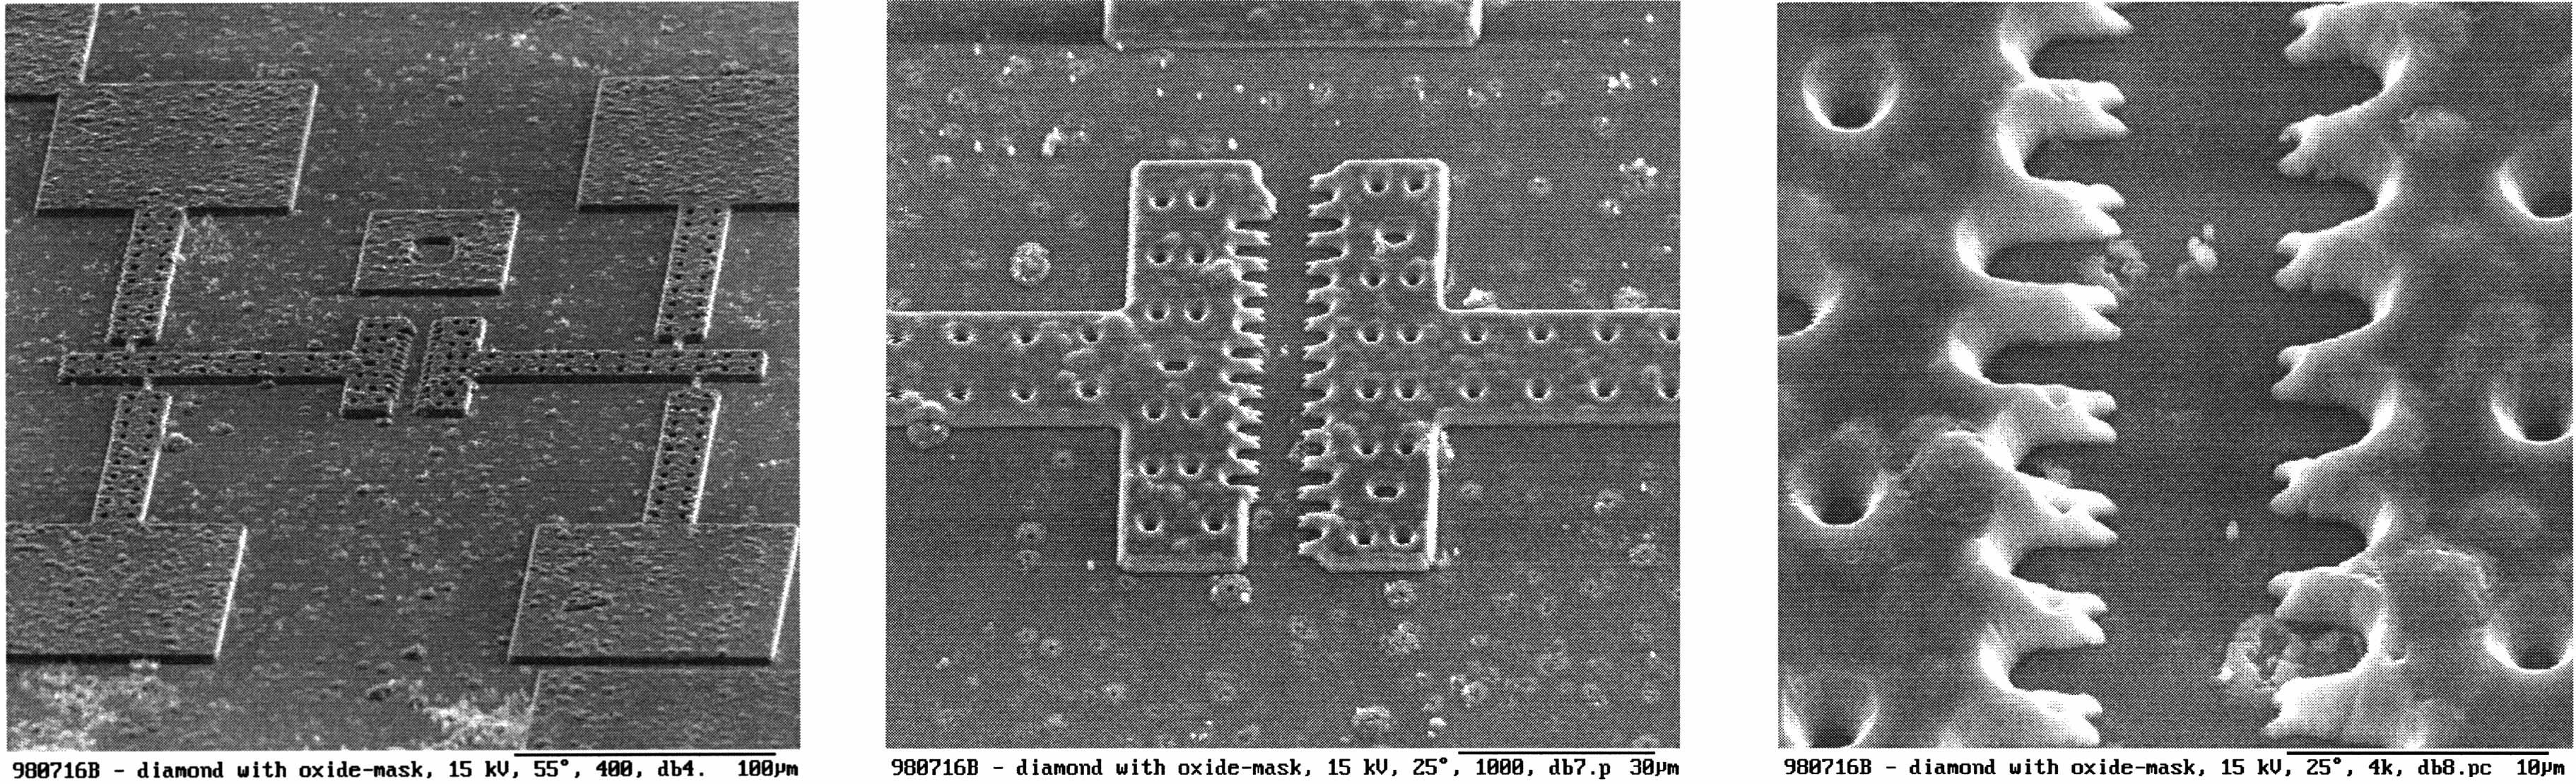 980716B - diamond with oxide-mask, 15 kV, 55°, 400, db4. 100µm
980716B - diamond with oxide-mask, 15 kV, 25°, 1000, db7.p 30µm
980716B - diamond with oxide-mask, 15 kV, 25°, 4k, db8.pc 10µm